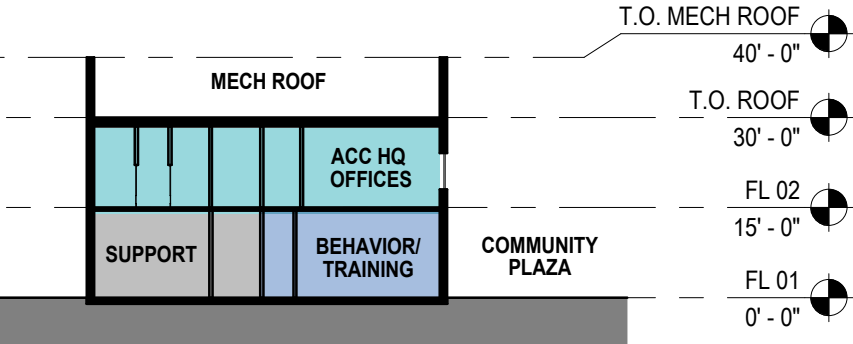 T.O. MECH ROOF
40' - 0"
MECH ROOF
T.O. ROOF
30' - 0"
ACC HQ
OFFICES
FL 02
15' - 0"
SUPPORT
BEHAVIOR/
TRAINING
COMMUNITY
PLAZA
FL 01
0' - 0"